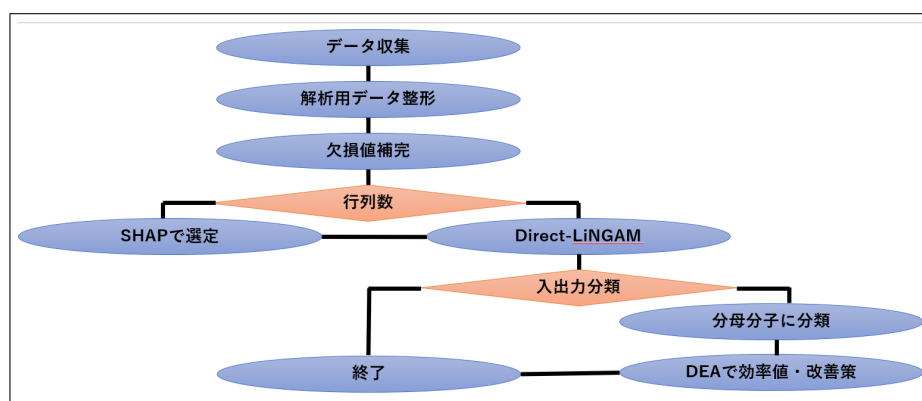 データ収集
解析用データ整形
欠損値補完
行列数
SHAPで選定
Direct-LiNGAM
入出力分類
分母分子に分類
終了
DEAで効率値・改善策